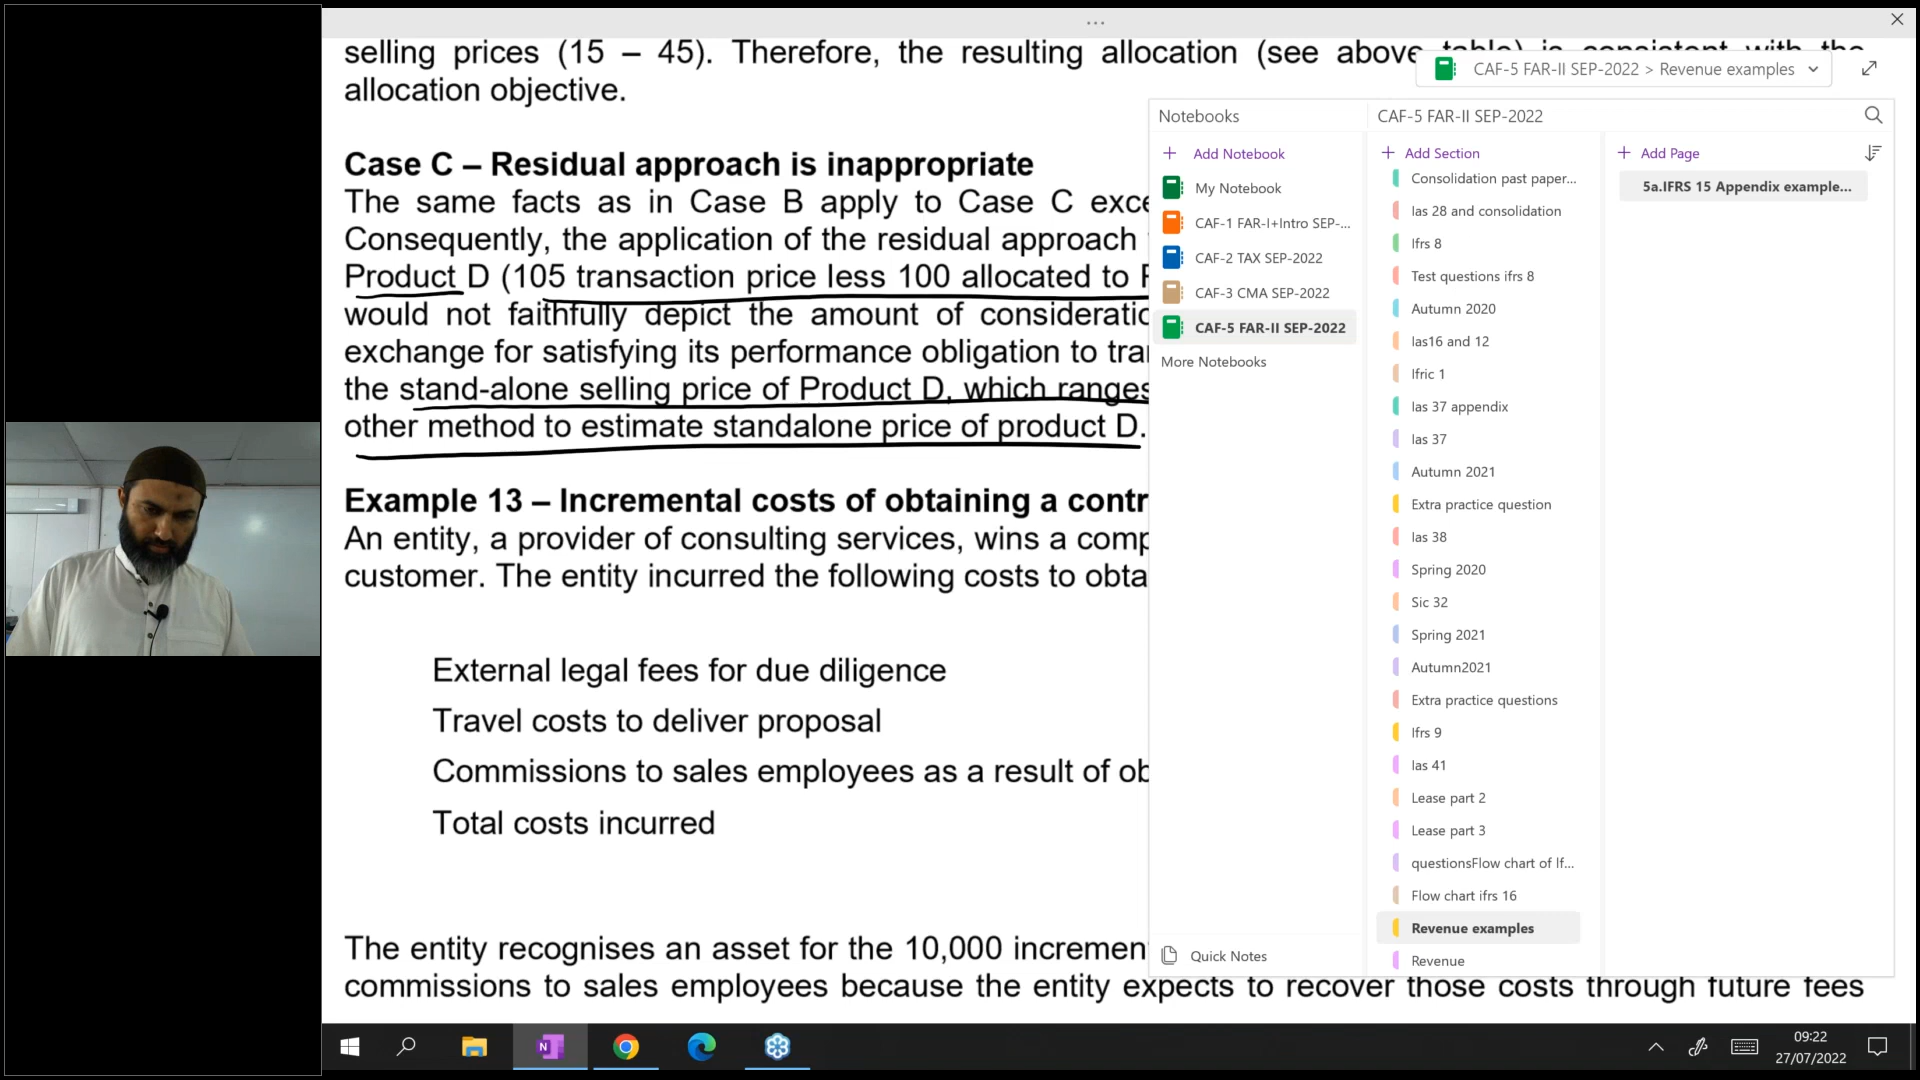 selling prices (15 – 45). Therefore, the resulting allocation (see above table) is consistent with the
allocation objective.
CAF-5 FAR-II SEP-2022 > Revenue examples
Case C – Residual approach is inappropriate
The same facts as in Case B apply to Case C
Consequently, the application of the residual approach
Product D (105 transaction price less 100 allocated to
would not faithfully depict the amount of
exchange for satisfying its performance obligation to
the stand-alone selling price of Product D, which ranges
other method to estimate standalone price of product D.
Example 13 – Incremental costs of obtaining a contr
An entity, a provider of consulting services, wins a
customer. The entity incurred the following costs to
External legal fees for due diligence
Travel costs to deliver proposal
Commissions to sales employees as a result of
Total costs incurred
The entity recognises an asset for the 10,000
commissions to sales employees because the entity expects to recover those costs through future fees
Notebooks
Add Notebook
My Notebook
CAF-1 FAR-I+Intro SEP-...
CAF-2 TAX SEP-2022
CAF-3 CMA SEP-2022
CAF-5 FAR-II SEP-2022
More Notebooks
Quick Notes
CAF-5 FAR-II SEP-2022
Add Section
Consolidation past paper...
Ias 28 and consolidation
Ifrs 8
Test questions ifrs 8
Autumn 2020
Ias16 and 12
Ifric 1
Ias 37 appendix
Ias 37
Autumn 2021
Extra practice question
Ias 38
Spring 2020
Sic 32
Spring 2021
Autumn2021
Extra practice questions
Ifrs 9
Ias 41
Lease part 2
Lease part 3
questionsFlow chart of If...
Flow chart ifrs 16
Revenue examples
Revenue
Add Page
5a.IFRS 15 Appendix example...
09:22
27/07/2022